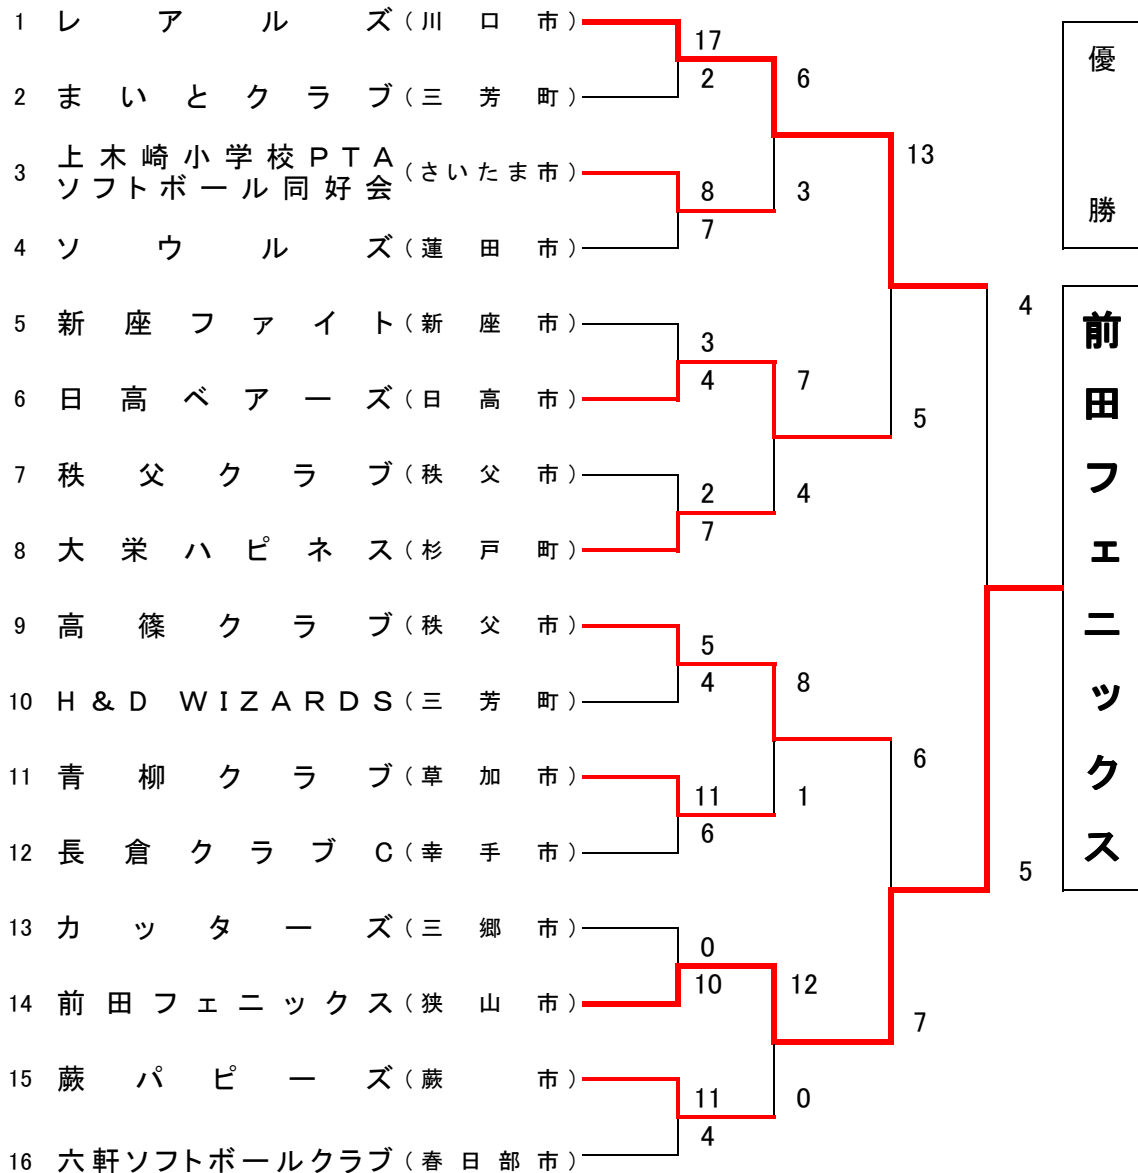 1 レアルズ(川口市)
17
2
2 まいとクラブ(三芳町)
6
3
3 上木崎小学校PTA
ソフトボール同好会(さいたま市)
8
7
4 ソウルズ(蓮田市)
13
5
5 新座ファイト(新座市)
3
4
6 日高ベアーズ(日高市)
7
4
7 秩父クラブ(秩父市)
2
7
8 大栄ハピネス(杉戸町)
4
5
9 高篠クラブ(秩父市)
5
4
10 H&D WIZARDS(三芳町)
8
1
11 青柳クラブ(草加市)
11
6
12 長倉クラブC(幸手市)
6
7
13 カッターズ(三郷市)
0
10
14 前田フェニックス(狭山市)
12
0
15 蕨パピーズ(蕨市)
11
4
16 六軒ソフトボールクラブ(春日部市)
優勝
前田フェニックス